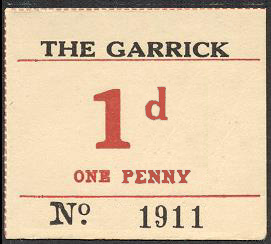 THE GARRICK
1d
ONE PENNY
No 1911